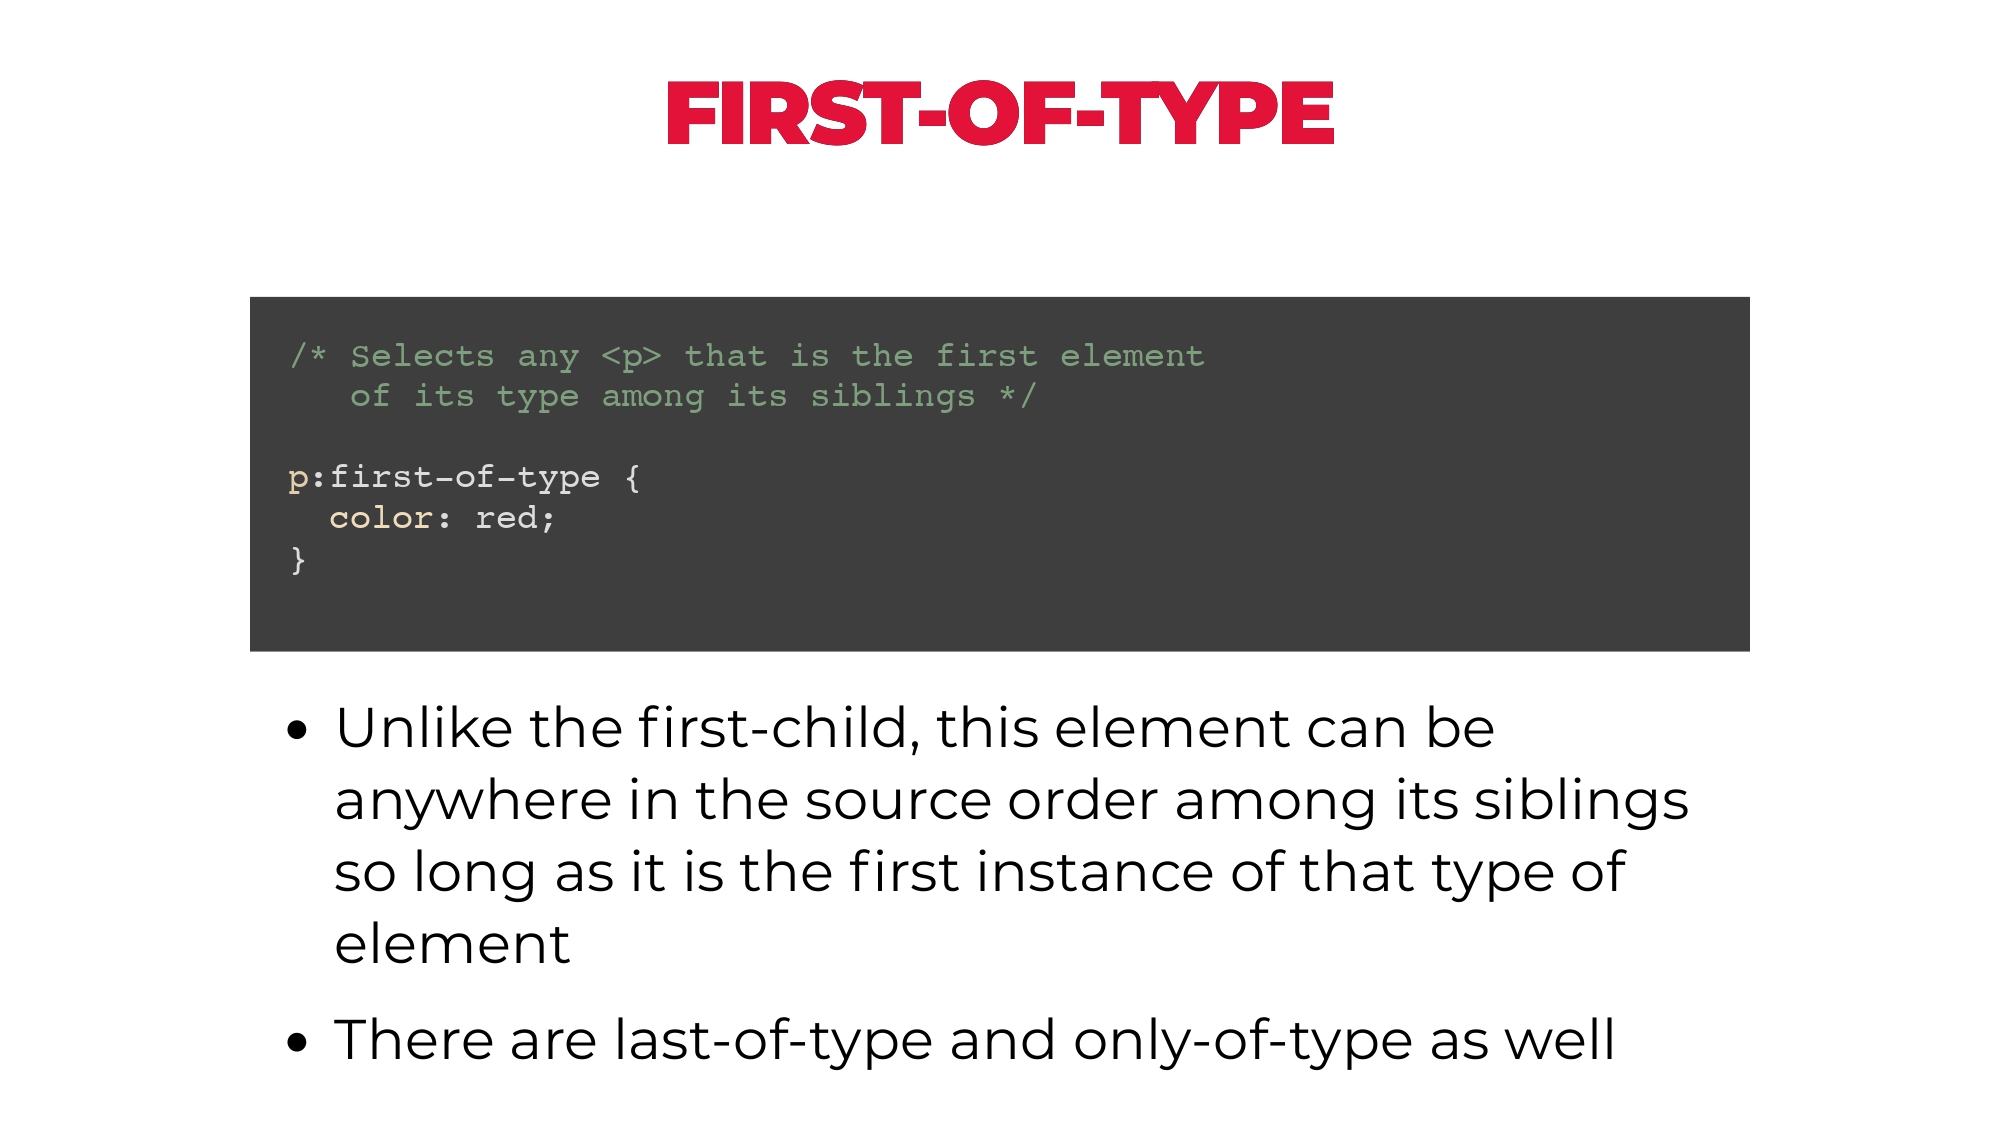 FIRST-OF-TYPE
/* Selects any <p> that is the first element
   of its type among its siblings */
p:first-of-type {
  color: red;
}
• Unlike the first-child, this element can be
anywhere in the source order among its siblings
so long as it is the first instance of that type of
element
• There are last-of-type and only-of-type as well